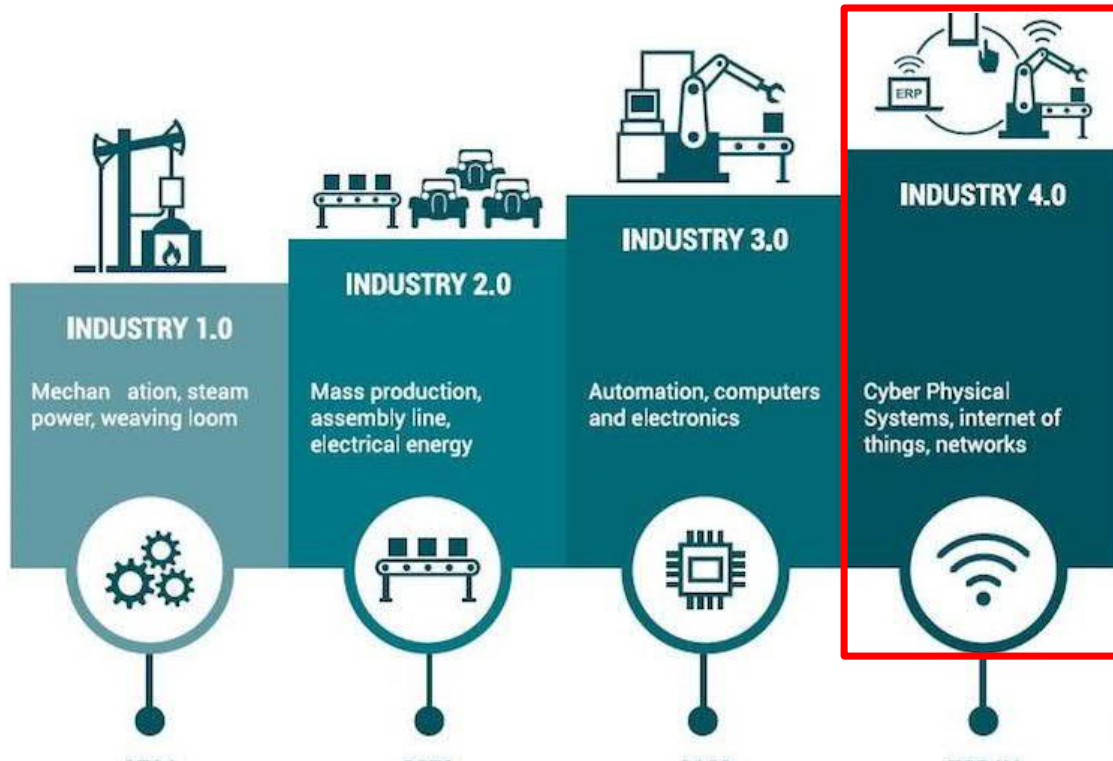 ERP
INDUSTRY 4.0
INDUSTRY 3.0
INDUSTRY 2.0
INDUSTRY 1.0
Mechan ation, steam
power, weaving loom
Mass production,
assembly line,
electrical energy
Automation, computers
and electronics
Cyber Physical
Systems, internet of
things, networks